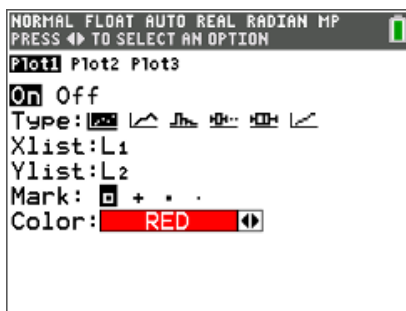 NORMAL FLOAT AUTO REAL RADIAN MP
PRESS ◀▶ TO SELECT AN OPTION
Plot1 Plot2 Plot3
On Off
Type:
Xlist:L1
Ylist:L2
Mark: □ + ▪ ·
Color: RED ◀▶